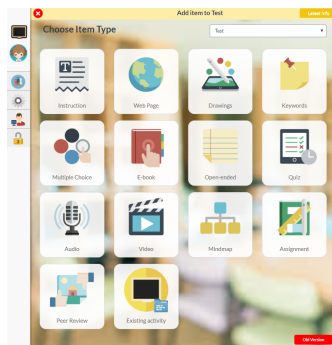 Add item to Test
Latest Info
Choose Item Type
Test
Instruction
Web Page
Drawings
Keywords
Multiple Choice
E-book
Open-ended
Quiz
Audio
Video
Mindmap
Assignment
Peer Review
Existing activity
Old Version